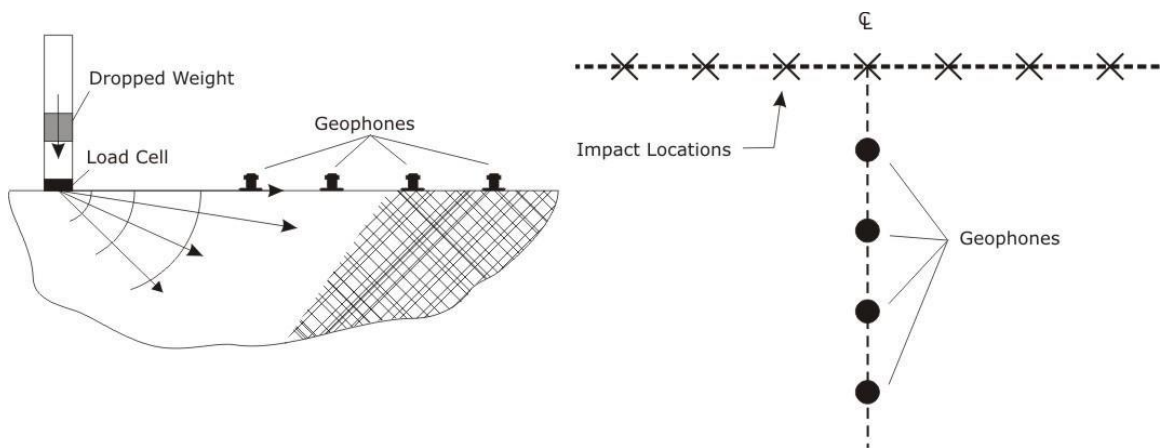 Dropped Weight
Load Cell
Geophones
℄
Impact Locations
Geophones